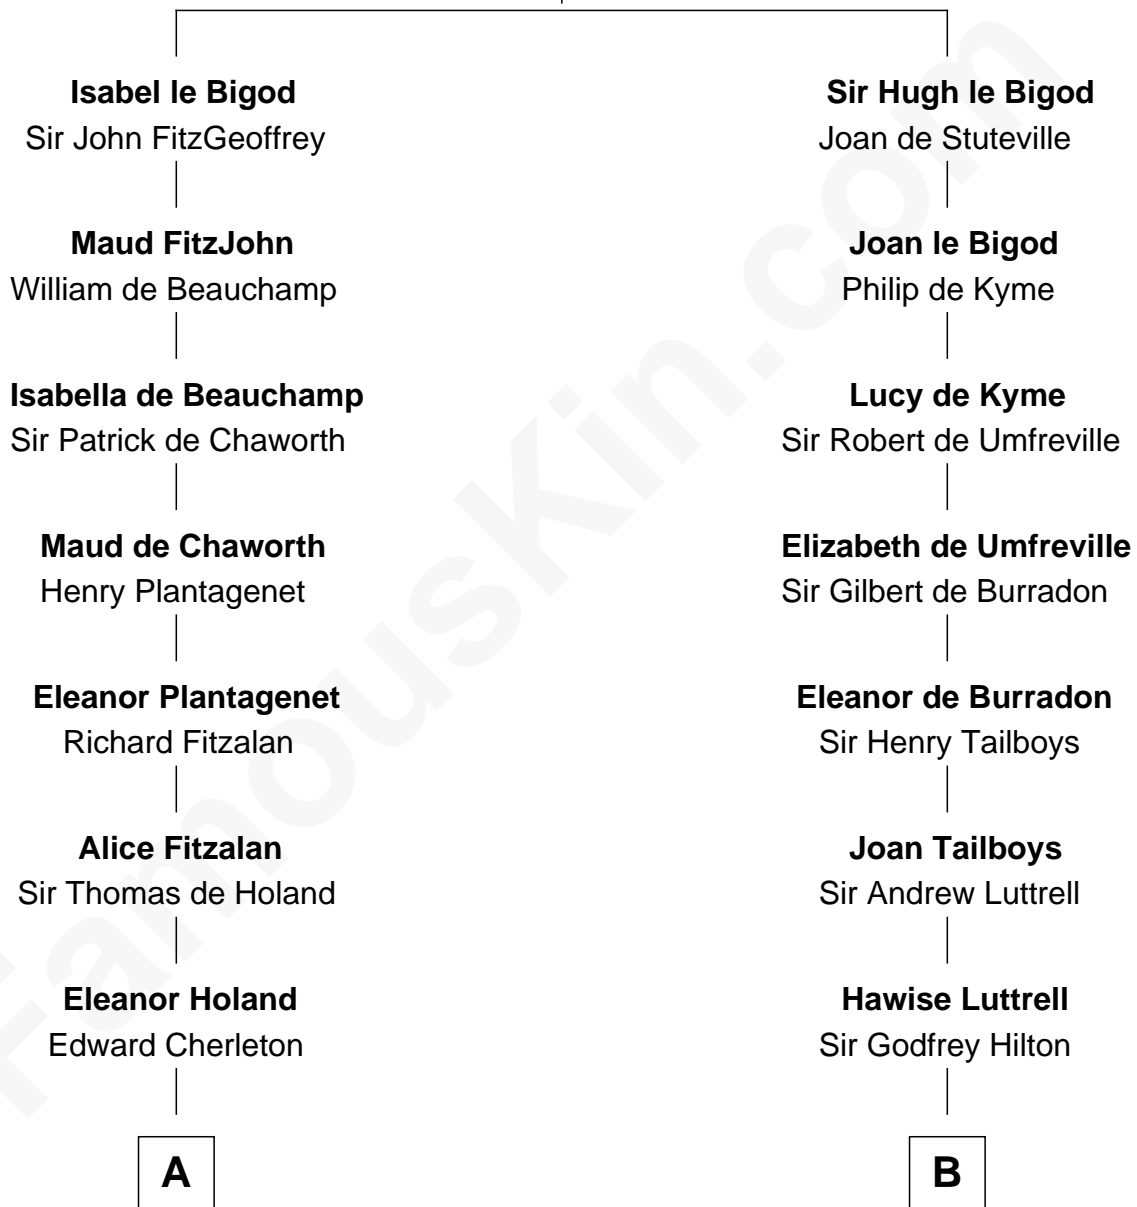 Isabel le Bigod
Sir John FitzGeoffrey
Maud FitzJohn
William de Beauchamp
Isabella de Beauchamp
Sir Patrick de Chaworth
Maud de Chaworth
Henry Plantagenet
Eleanor Plantagenet
Richard Fitzalan
Alice Fitzalan
Sir Thomas de Holand
Eleanor Holand
Edward Cherleton
A
Sir Hugh le Bigod
Joan de Stuteville
Joan le Bigod
Philip de Kyme
Lucy de Kyme
Sir Robert de Umfreville
Elizabeth de Umfreville
Sir Gilbert de Burradon
Eleanor de Burradon
Sir Henry Tailboys
Joan Tailboys
Sir Andrew Luttrell
Hawise Luttrell
Sir Godfrey Hilton
B
FamousKin.com